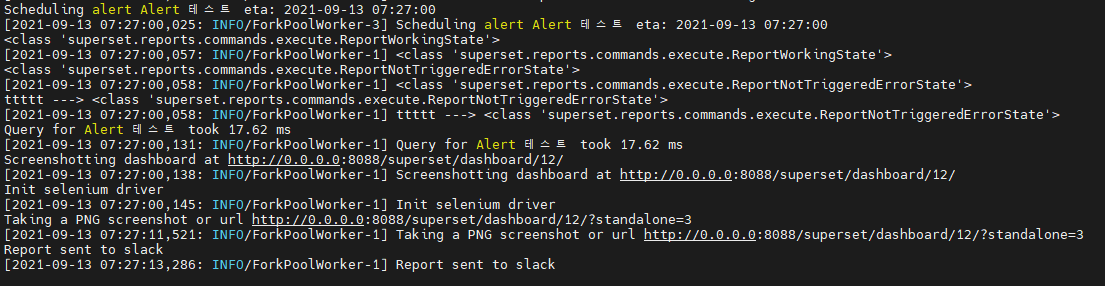 Scheduling alert Alert 테스트 eta: 2021-09-13 07:27:00
[2021-09-13 07:27:00,025: INFO/ForkPoolWorker-3] Scheduling alert Alert 테스트 eta: 2021-09-13 07:27:00
<class 'superset.reports.commands.execute.ReportWorkingState'>
[2021-09-13 07:27:00,057: INFO/ForkPoolWorker-1] <class 'superset.reports.commands.execute.ReportWorkingState'>
<class 'superset.reports.commands.execute.ReportNotTriggeredErrorState'>
[2021-09-13 07:27:00,058: INFO/ForkPoolWorker-1] <class 'superset.reports.commands.execute.ReportNotTriggeredErrorState'>
ttttt ---> <class 'superset.reports.commands.execute.ReportNotTriggeredErrorState'>
[2021-09-13 07:27:00,058: INFO/ForkPoolWorker-1] ttttt ---> <class 'superset.reports.commands.execute.ReportNotTriggeredErrorState'>
Query for Alert 테스트 took 17.62 ms
[2021-09-13 07:27:00,131: INFO/ForkPoolWorker-1] Query for Alert 테스트 took 17.62 ms
Screenshotting dashboard at http://0.0.0.0:8088/superset/dashboard/12/
[2021-09-13 07:27:00,138: INFO/ForkPoolWorker-1] Screenshotting dashboard at http://0.0.0.0:8088/superset/dashboard/12/
Init selenium driver
[2021-09-13 07:27:00,145: INFO/ForkPoolWorker-1] Init selenium driver
Taking a PNG screenshot or url http://0.0.0.0:8088/superset/dashboard/12/?standalone=3
[2021-09-13 07:27:11,521: INFO/ForkPoolWorker-1] Taking a PNG screenshot or url http://0.0.0.0:8088/superset/dashboard/12/?standalone=3
Report sent to slack
[2021-09-13 07:27:13,286: INFO/ForkPoolWorker-1] Report sent to slack